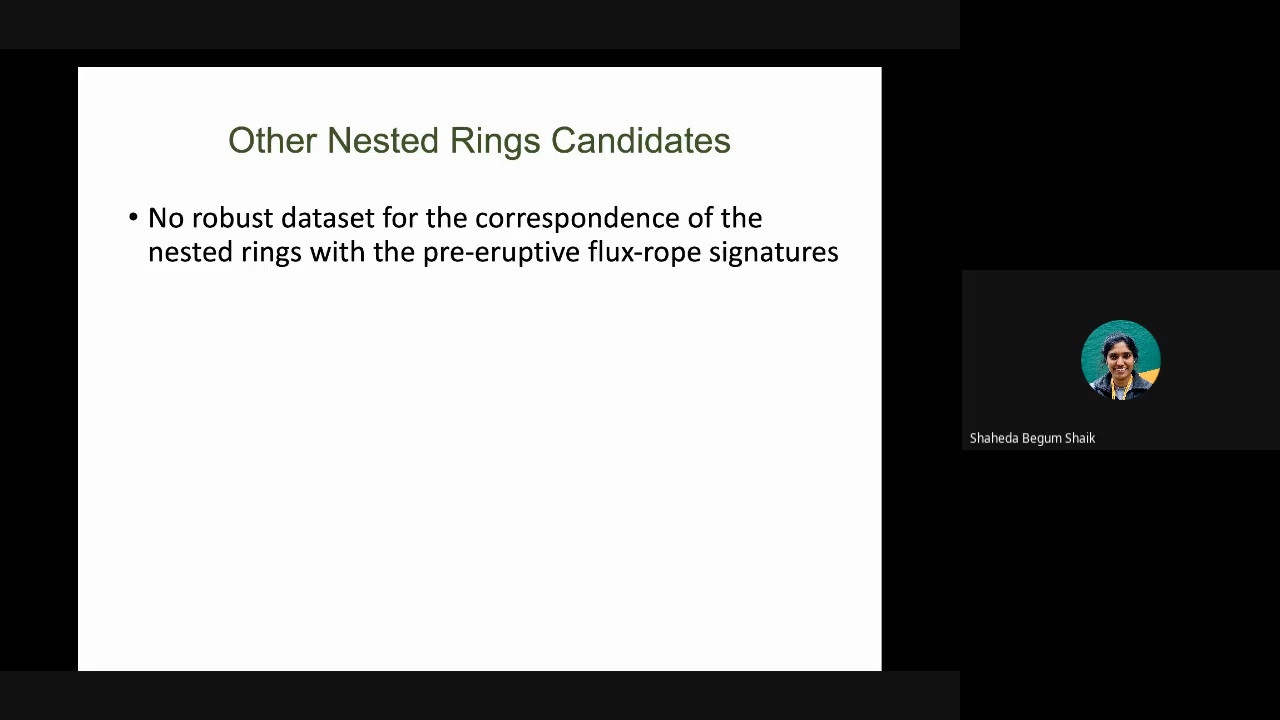 Other Nested Rings Candidates
• No robust dataset for the correspondence of the
nested rings with the pre-eruptive flux-rope signatures
Shaheda Begum Shaik